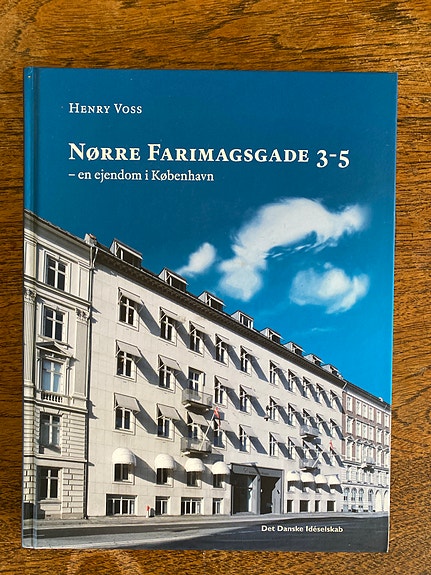 HENRY VOSS
NØRRE FARIMAGSGADE 3-5
– en ejendom i København
Det Danske Idéselskab